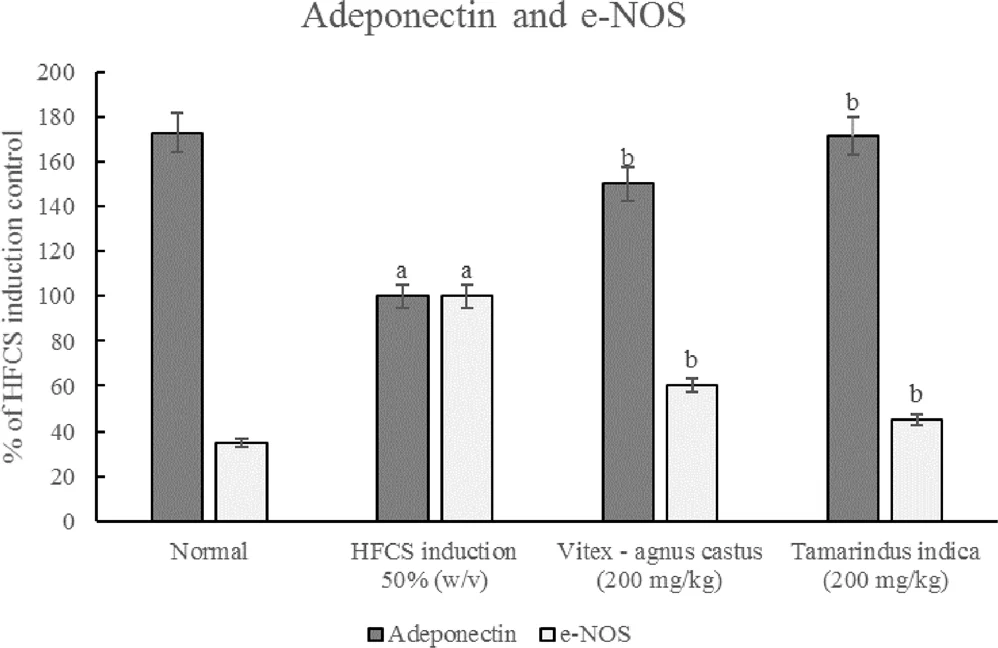 Adeponectin and e-NOS
% of HFCS induction control
200
180
160
140
120
100
80
60
40
20
0
a
a
b
b
b
b
Normal
HFCS induction
50% (w/v)
Vitex - agnus castus
(200 mg/kg)
Tamarindus indica
(200 mg/kg)
Adeponectin
e-NOS